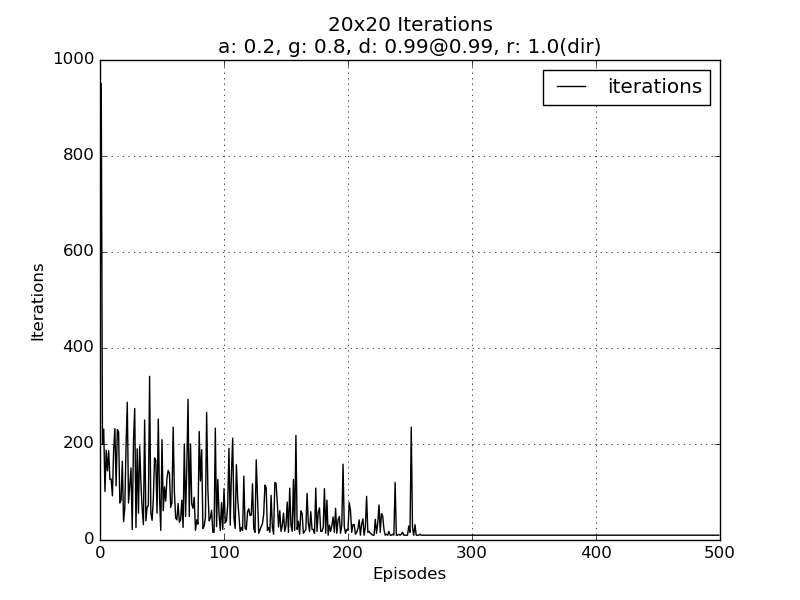 20x20 Iterations
a: 0.2, g: 0.8, d: 0.99@0.99, r: 1.0(dir)
1000
iterations
800
600
Iterations
400
200
0
0 100 200 300 400 500
Episodes